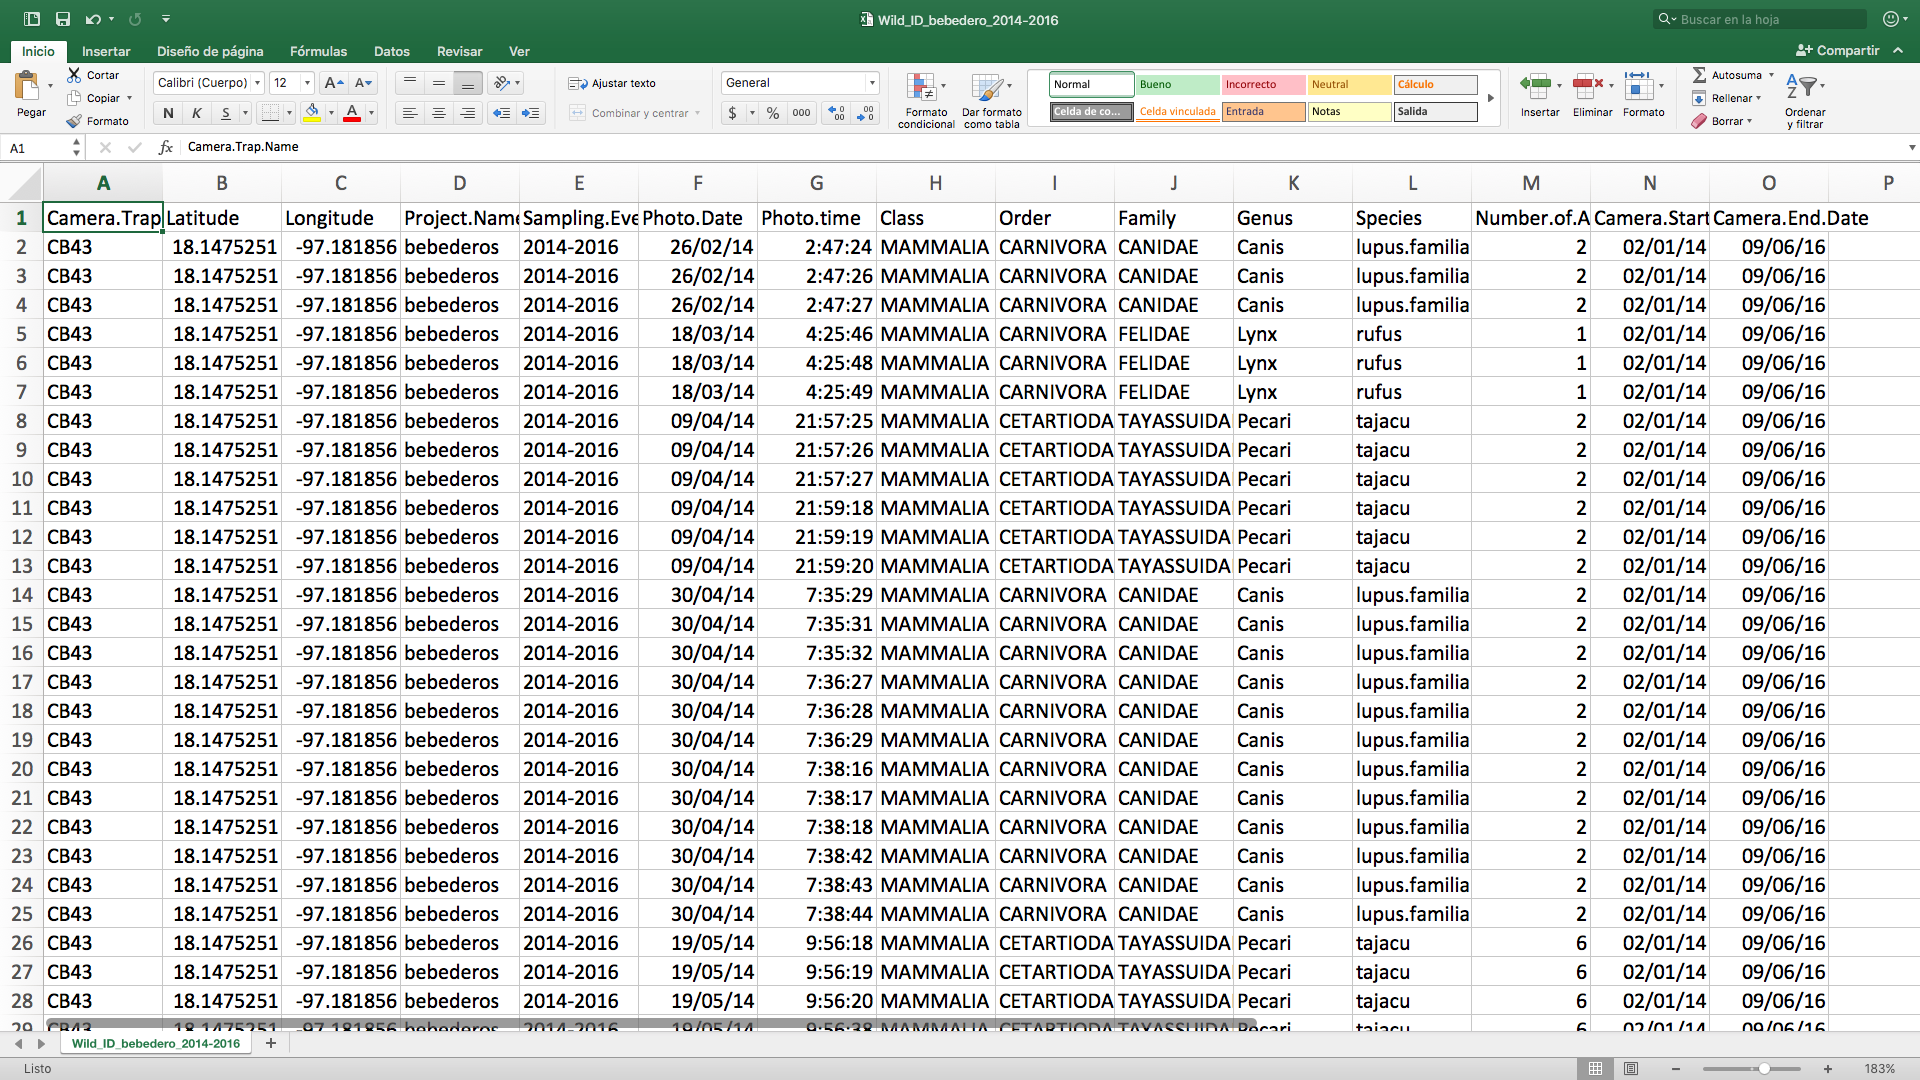 Wild_ID_bebedero_2014-2016
Buscar en la hoja
Inicio Insertar Diseño de página Fórmulas Datos Revisar Ver Compartir
Pegar Cortar Copiar Formato
Calibri (Cuerpo) 12 A A
N K S A
Ajustar texto
Combinar y centrar
General
$ % 000
Formato condicional
Dar formato como tabla
Normal Bueno Incorrecto Neutral Cálculo
Celda de co... Celda vinculada Entrada Notas Salida
Insertar Eliminar Formato
Autosuma
Rellenar
Borrar
Ordenar y filtrar
A1 fx Camera.Trap.Name
A B C D E F G H I J K L M N O P
1 Camera.Trap Latitude Longitude Project.Name Sampling.Eve Photo.Date Photo.time Class Order Family Genus Species Number.of.A Camera.Start Camera.End.Date
2 CB43 18.1475251 -97.181856 bebederos 2014-2016 26/02/14 2:47:24 MAMMALIA CARNIVORA CANIDAE Canis lupus.familia 2 02/01/14 09/06/16
3 CB43 18.1475251 -97.181856 bebederos 2014-2016 26/02/14 2:47:26 MAMMALIA CARNIVORA CANIDAE Canis lupus.familia 2 02/01/14 09/06/16
4 CB43 18.1475251 -97.181856 bebederos 2014-2016 26/02/14 2:47:27 MAMMALIA CARNIVORA CANIDAE Canis lupus.familia 2 02/01/14 09/06/16
5 CB43 18.1475251 -97.181856 bebederos 2014-2016 18/03/14 4:25:46 MAMMALIA CARNIVORA FELIDAE Lynx rufus 1 02/01/14 09/06/16
6 CB43 18.1475251 -97.181856 bebederos 2014-2016 18/03/14 4:25:48 MAMMALIA CARNIVORA FELIDAE Lynx rufus 1 02/01/14 09/06/16
7 CB43 18.1475251 -97.181856 bebederos 2014-2016 18/03/14 4:25:49 MAMMALIA CARNIVORA FELIDAE Lynx rufus 1 02/01/14 09/06/16
8 CB43 18.1475251 -97.181856 bebederos 2014-2016 09/04/14 21:57:25 MAMMALIA CETARTIODA TAYASSUIDA Pecari tajacu 2 02/01/14 09/06/16
9 CB43 18.1475251 -97.181856 bebederos 2014-2016 09/04/14 21:57:26 MAMMALIA CETARTIODA TAYASSUIDA Pecari tajacu 2 02/01/14 09/06/16
10 CB43 18.1475251 -97.181856 bebederos 2014-2016 09/04/14 21:57:27 MAMMALIA CETARTIODA TAYASSUIDA Pecari tajacu 2 02/01/14 09/06/16
11 CB43 18.1475251 -97.181856 bebederos 2014-2016 09/04/14 21:59:18 MAMMALIA CETARTIODA TAYASSUIDA Pecari tajacu 2 02/01/14 09/06/16
12 CB43 18.1475251 -97.181856 bebederos 2014-2016 09/04/14 21:59:19 MAMMALIA CETARTIODA TAYASSUIDA Pecari tajacu 2 02/01/14 09/06/16
13 CB43 18.1475251 -97.181856 bebederos 2014-2016 09/04/14 21:59:20 MAMMALIA CETARTIODA TAYASSUIDA Pecari tajacu 2 02/01/14 09/06/16
14 CB43 18.1475251 -97.181856 bebederos 2014-2016 30/04/14 7:35:29 MAMMALIA CARNIVORA CANIDAE Canis lupus.familia 2 02/01/14 09/06/16
15 CB43 18.1475251 -97.181856 bebederos 2014-2016 30/04/14 7:35:31 MAMMALIA CARNIVORA CANIDAE Canis lupus.familia 2 02/01/14 09/06/16
16 CB43 18.1475251 -97.181856 bebederos 2014-2016 30/04/14 7:35:32 MAMMALIA CARNIVORA CANIDAE Canis lupus.familia 2 02/01/14 09/06/16
17 CB43 18.1475251 -97.181856 bebederos 2014-2016 30/04/14 7:36:27 MAMMALIA CARNIVORA CANIDAE Canis lupus.familia 2 02/01/14 09/06/16
18 CB43 18.1475251 -97.181856 bebederos 2014-2016 30/04/14 7:36:28 MAMMALIA CARNIVORA CANIDAE Canis lupus.familia 2 02/01/14 09/06/16
19 CB43 18.1475251 -97.181856 bebederos 2014-2016 30/04/14 7:36:29 MAMMALIA CARNIVORA CANIDAE Canis lupus.familia 2 02/01/14 09/06/16
20 CB43 18.1475251 -97.181856 bebederos 2014-2016 30/04/14 7:38:16 MAMMALIA CARNIVORA CANIDAE Canis lupus.familia 2 02/01/14 09/06/16
21 CB43 18.1475251 -97.181856 bebederos 2014-2016 30/04/14 7:38:17 MAMMALIA CARNIVORA CANIDAE Canis lupus.familia 2 02/01/14 09/06/16
22 CB43 18.1475251 -97.181856 bebederos 2014-2016 30/04/14 7:38:18 MAMMALIA CARNIVORA CANIDAE Canis lupus.familia 2 02/01/14 09/06/16
23 CB43 18.1475251 -97.181856 bebederos 2014-2016 30/04/14 7:38:42 MAMMALIA CARNIVORA CANIDAE Canis lupus.familia 2 02/01/14 09/06/16
24 CB43 18.1475251 -97.181856 bebederos 2014-2016 30/04/14 7:38:43 MAMMALIA CARNIVORA CANIDAE Canis lupus.familia 2 02/01/14 09/06/16
25 CB43 18.1475251 -97.181856 bebederos 2014-2016 30/04/14 7:38:44 MAMMALIA CARNIVORA CANIDAE Canis lupus.familia 2 02/01/14 09/06/16
26 CB43 18.1475251 -97.181856 bebederos 2014-2016 19/05/14 9:56:18 MAMMALIA CETARTIODA TAYASSUIDA Pecari tajacu 6 02/01/14 09/06/16
27 CB43 18.1475251 -97.181856 bebederos 2014-2016 19/05/14 9:56:19 MAMMALIA CETARTIODA TAYASSUIDA Pecari tajacu 6 02/01/14 09/06/16
28 CB43 18.1475251 -97.181856 bebederos 2014-2016 19/05/14 9:56:20 MAMMALIA CETARTIODA TAYASSUIDA Pecari tajacu 6 02/01/14 09/06/16
29 CB43 18.1475251 -97.181856 bebederos 2014-2016 19/05/14 9:56:38 MAMMALIA CETARTIODA TAYASSUIDA Pecari tajacu 6 02/01/14 09/06/16
Wild_ID_bebedero_2014-2016
Listo 183%